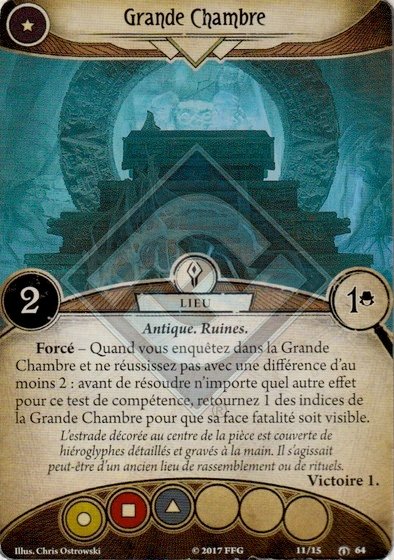 Grande Chambre
2
LIEU
1
Antique. Ruines.
Forcé – Quand vous enquêtez dans la Grande
Chambre et ne réussissez pas avec une différence d'au
moins 2 : avant de résoudre n'importe quel autre effet
pour ce test de compétence, retournez 1 des indices de
la Grande Chambre pour que sa face fatalité soit visible.
L'estrade décorée au centre de la pièce est couverte de
hiéroglyphes détaillés et gravés à la main. Il s'agissait
peut-être d'un ancien lieu de rassemblement ou de rituels.
Victoire 1.
Illus. Chris Ostrowski
© 2017 FFG
11/15
64